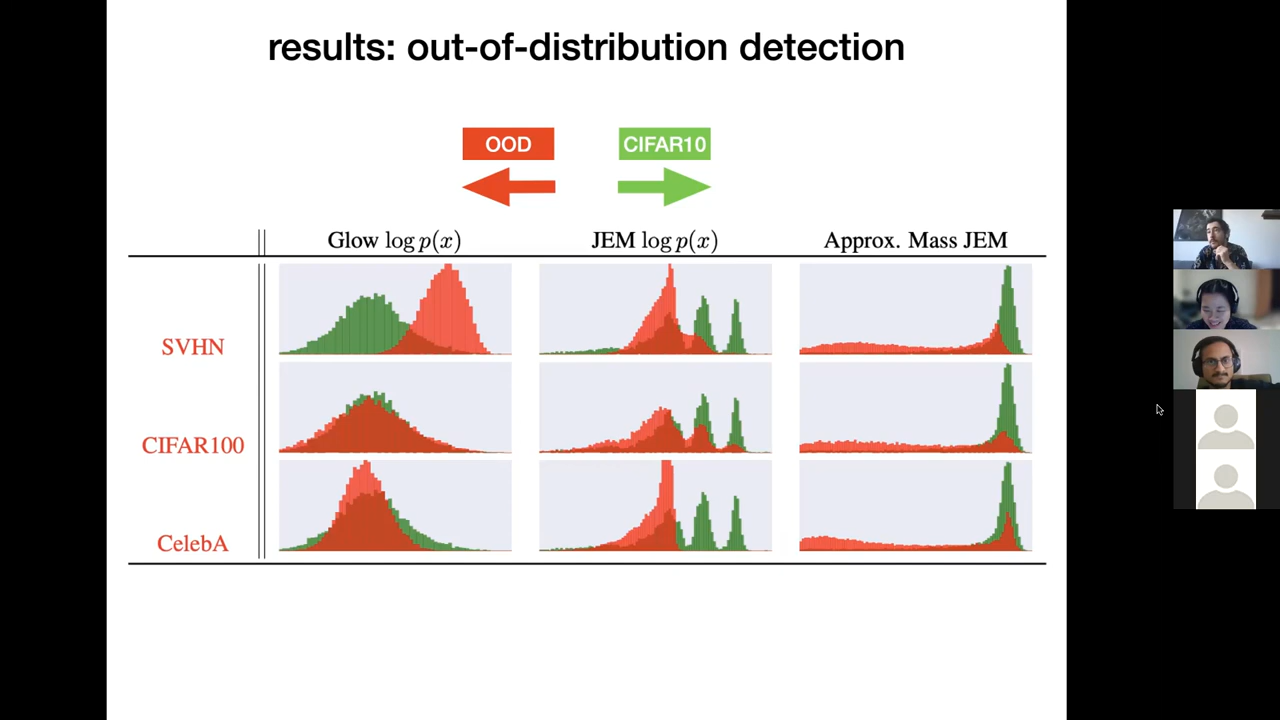 results: out-of-distribution detection
OOD CIFAR10
Glow log p(x) JEM log p(x) Approx. Mass JEM
SVHN
CIFAR100
CelebA